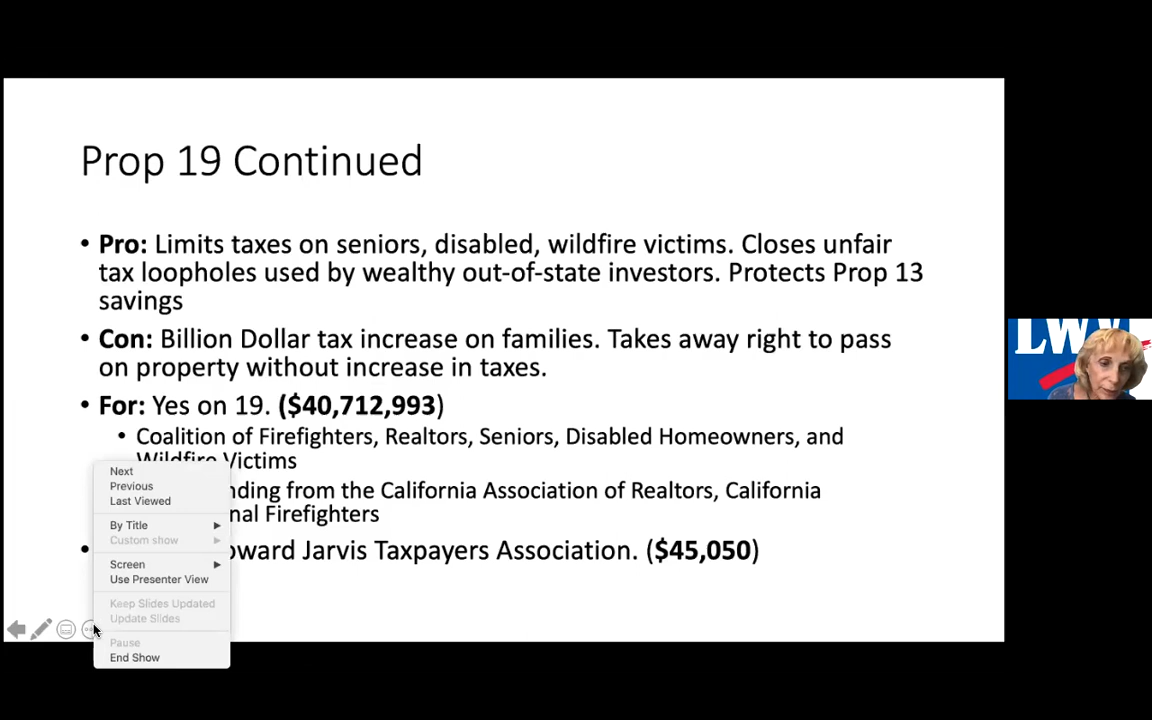 Prop 19 Continued
• Pro: Limits taxes on seniors, disabled, wildfire victims. Closes unfair
tax loopholes used by wealthy out-of-state investors. Protects Prop 13
savings
• Con: Billion Dollar tax increase on families. Takes away right to pass
on property without increase in taxes.
• For: Yes on 19. ($40,712,993)
• Coalition of Firefighters, Realtors, Seniors, Disabled Homeowners, and
Wildfire Victims
nding from the California Association of Realtors, California
nal Firefighters
• oward Jarvis Taxpayers Association. ($45,050)
Next
Previous
Last Viewed
By Title
Custom show
Screen
Use Presenter View
Keep Slides Updated
Update Slides
Pause
End Show
LWV